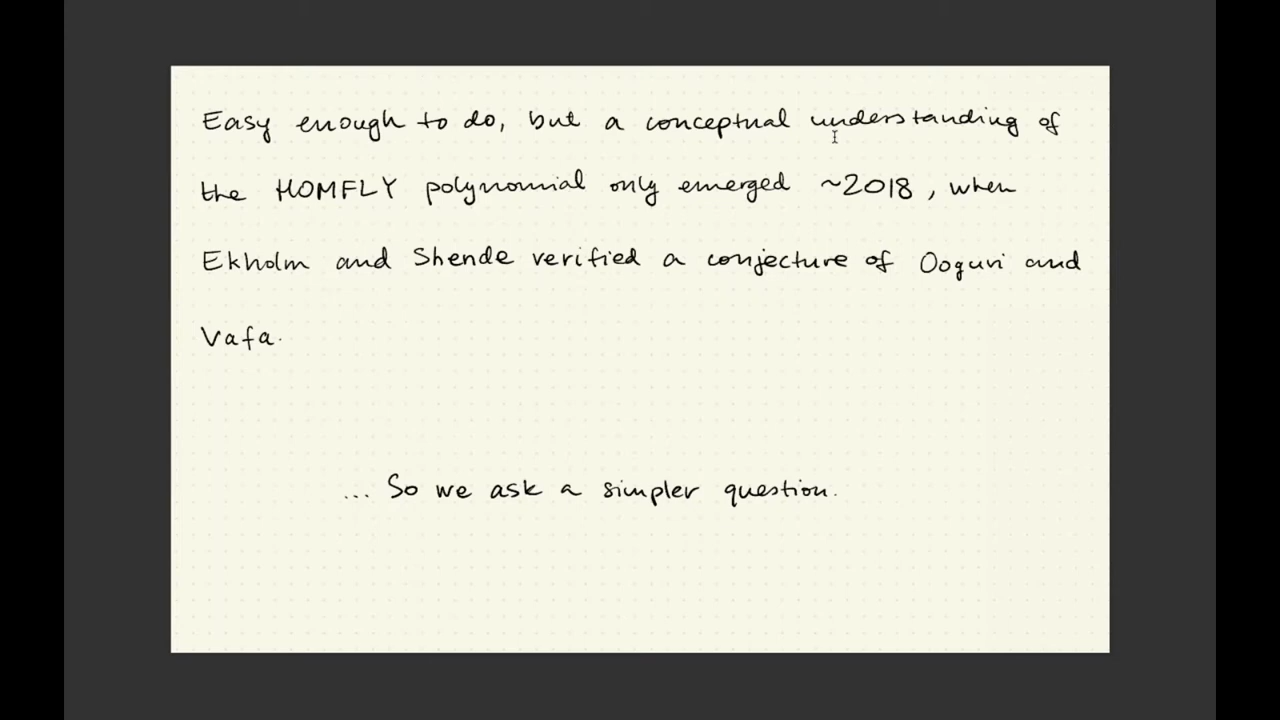 Easy enough to do, but a conceptual understanding of
the HOMFLY polynomial only emerged ~2018, when
Ekholm and Shende verified a conjecture of Ooguri and
Vafa.
... So we ask a simpler question.